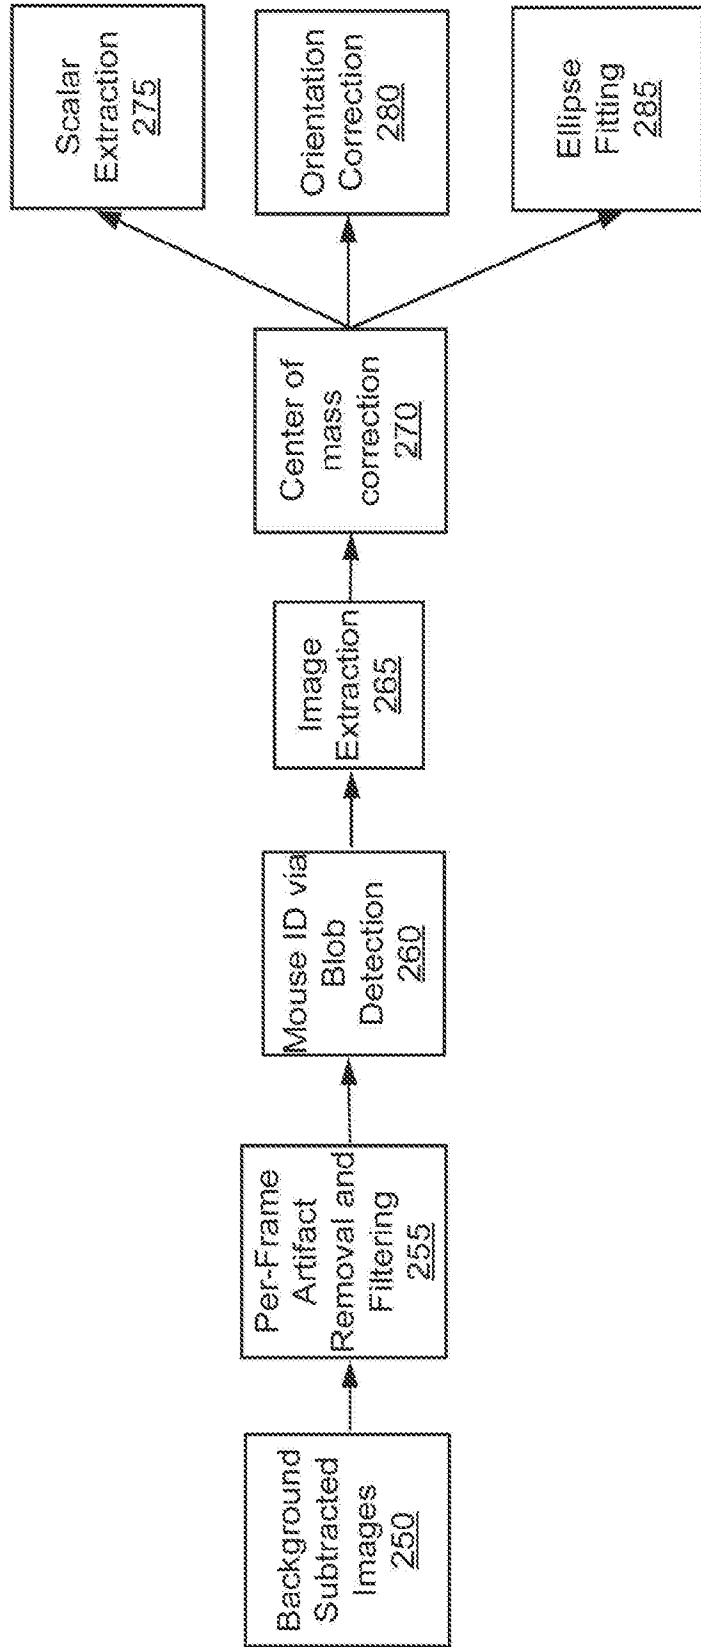 Background
Subtracted
Images
250
Per-Frame
Artifact
Removal and
Filtering
255
Mouse ID via
Blob
Detection
260
Image
Extraction
265
Center of
mass
correction
270
Scalar
Extraction
275
Orientation
Correction
280
Ellipse
Fitting
285